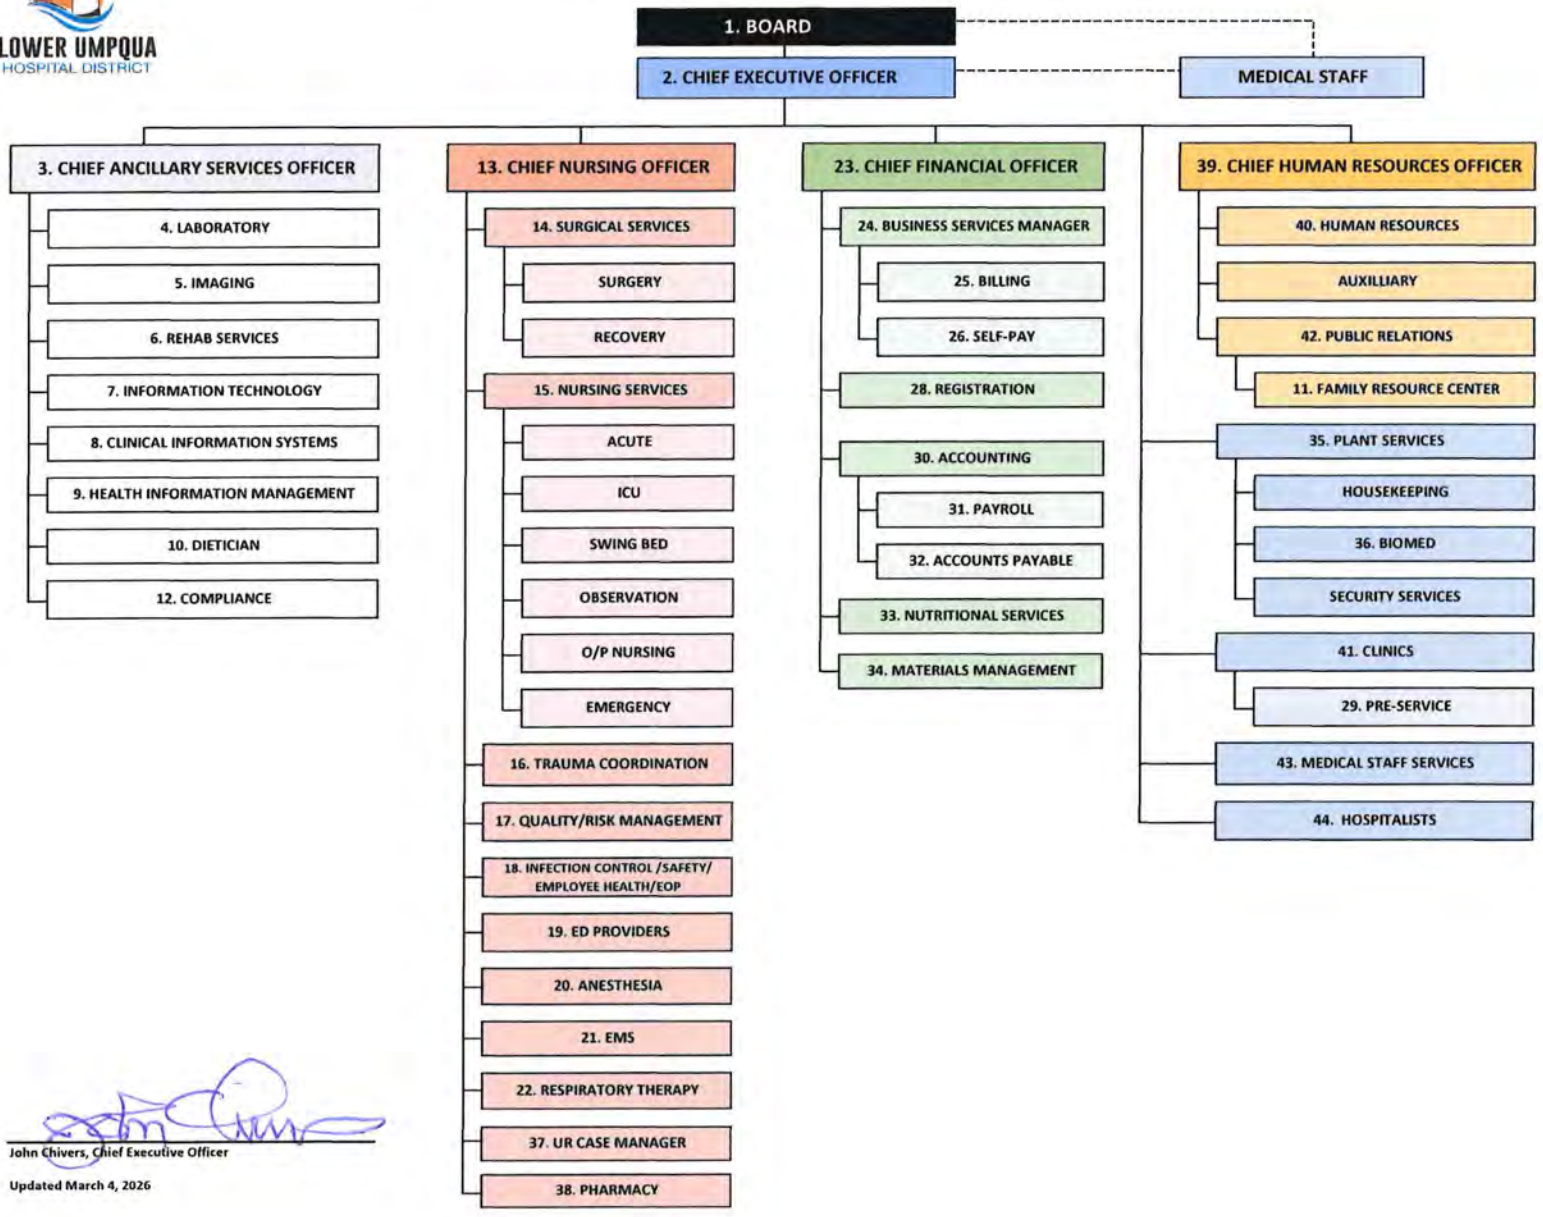 LOWER UMPQUA
HOSPITAL DISTRICT
1. BOARD
2. CHIEF EXECUTIVE OFFICER
MEDICAL STAFF
3. CHIEF ANCILLARY SERVICES OFFICER
4. LABORATORY
5. IMAGING
6. REHAB SERVICES
7. INFORMATION TECHNOLOGY
8. CLINICAL INFORMATION SYSTEMS
9. HEALTH INFORMATION MANAGEMENT
10. DIETICIAN
12. COMPLIANCE
13. CHIEF NURSING OFFICER
14. SURGICAL SERVICES
SURGERY
RECOVERY
15. NURSING SERVICES
ACUTE
ICU
SWING BED
OBSERVATION
O/P NURSING
EMERGENCY
16. TRAUMA COORDINATION
17. QUALITY/RISK MANAGEMENT
18. INFECTION CONTROL /SAFETY/
EMPLOYEE HEALTH/EOP
19. ED PROVIDERS
20. ANESTHESIA
21. EMS
22. RESPIRATORY THERAPY
37. UR CASE MANAGER
38. PHARMACY
23. CHIEF FINANCIAL OFFICER
24. BUSINESS SERVICES MANAGER
25. BILLING
26. SELF-PAY
28. REGISTRATION
30. ACCOUNTING
31. PAYROLL
32. ACCOUNTS PAYABLE
33. NUTRITIONAL SERVICES
34. MATERIALS MANAGEMENT
39. CHIEF HUMAN RESOURCES OFFICER
40. HUMAN RESOURCES
AUXILLIARY
42. PUBLIC RELATIONS
11. FAMILY RESOURCE CENTER
35. PLANT SERVICES
HOUSEKEEPING
36. BIOMED
SECURITY SERVICES
41. CLINICS
29. PRE-SERVICE
43. MEDICAL STAFF SERVICES
44. HOSPITALISTS
John Chivers, Chief Executive Officer
Updated March 4, 2026